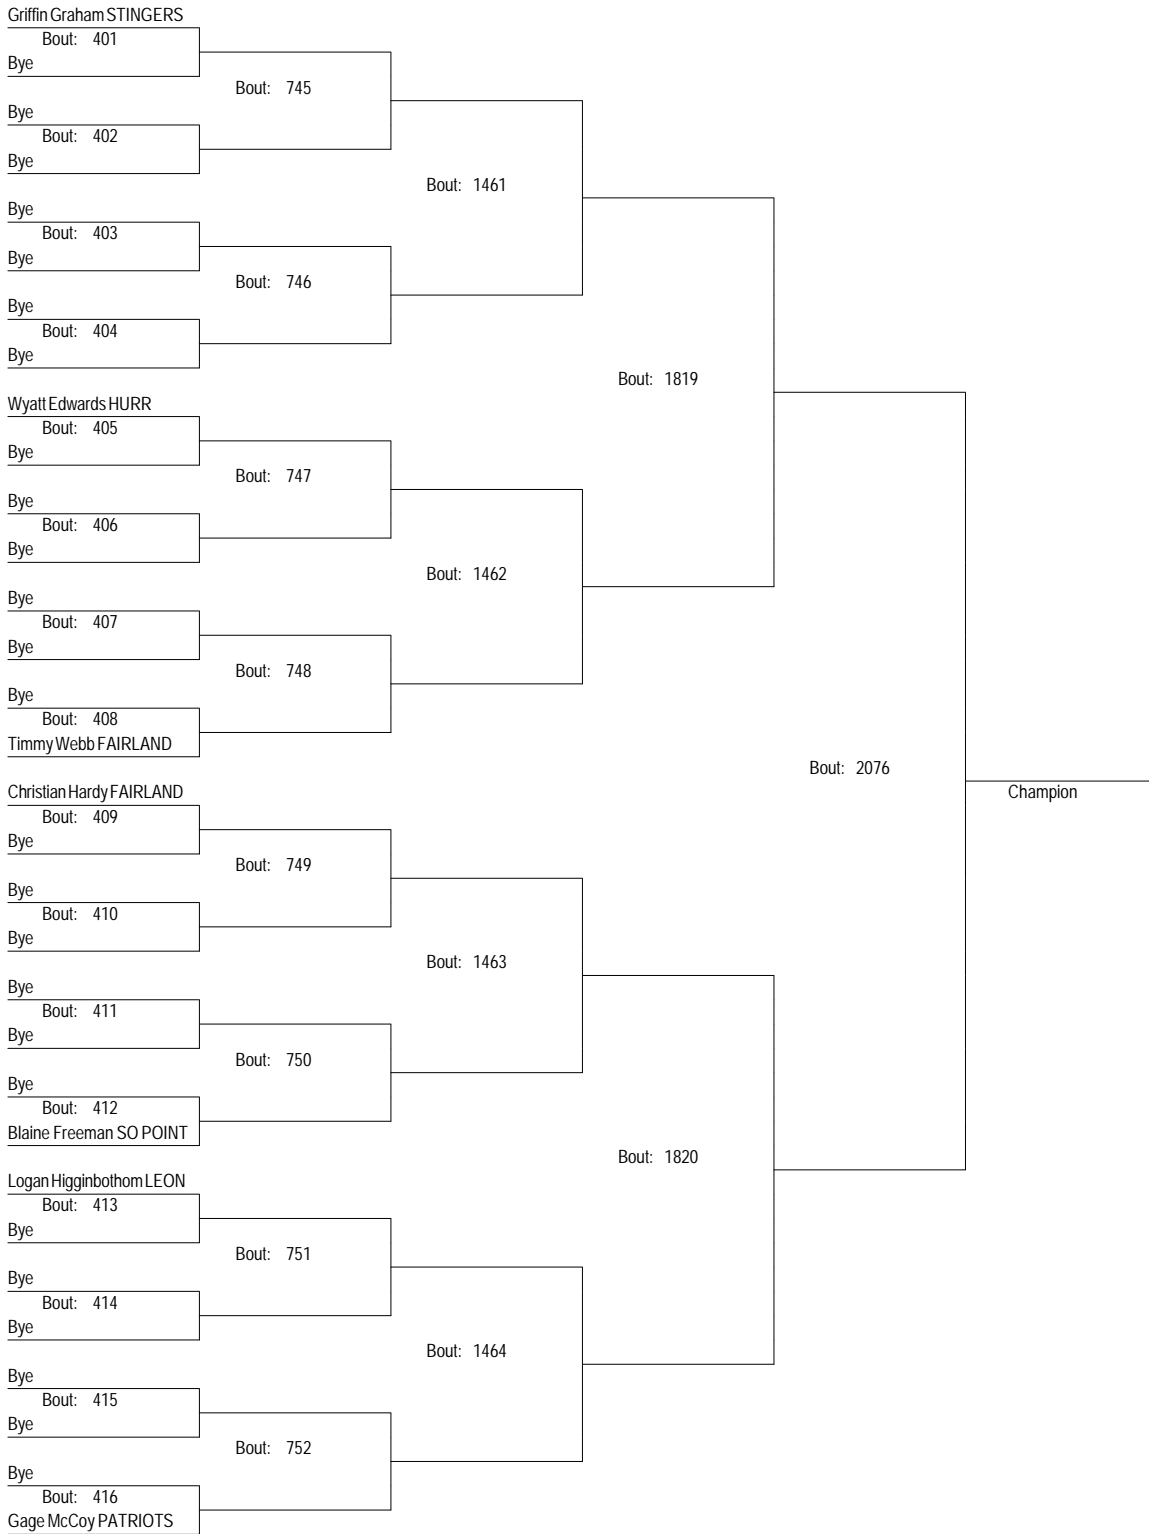 Griffin Graham STINGERS
Bout: 401
Bye
Bout: 745
Bye
Bout: 402
Bye
Bout: 1461
Bye
Bout: 403
Bye
Bout: 746
Bye
Bout: 404
Bye
Bout: 1819
Wyatt Edwards HURR
Bout: 405
Bye
Bout: 747
Bye
Bout: 406
Bye
Bout: 1462
Bye
Bout: 407
Bye
Bout: 748
Bye
Bout: 408
Timmy Webb FAIRLAND
Bout: 2076
Christian Hardy FAIRLAND
Champion
Bout: 409
Bye
Bout: 749
Bye
Bout: 410
Bye
Bout: 1463
Bye
Bout: 411
Bye
Bout: 750
Bye
Bout: 412
Blaine Freeman SO POINT
Bout: 1820
Logan Higginbothom LEON
Bout: 413
Bye
Bout: 751
Bye
Bout: 414
Bye
Bout: 1464
Bye
Bout: 415
Bye
Bout: 752
Bye
Bout: 416
Gage McCoy PATRIOTS